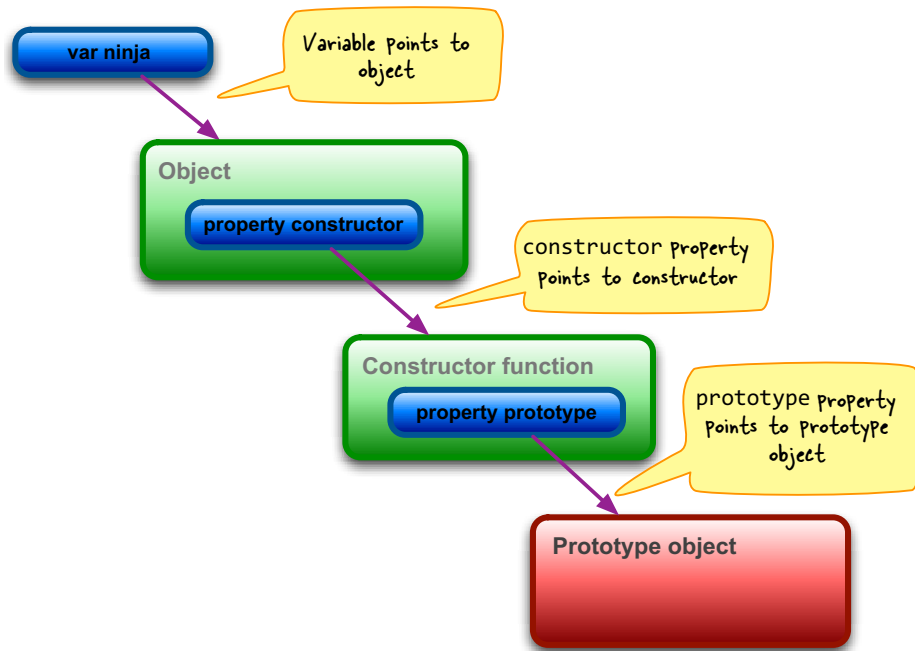 var ninja
Variable points to
object
Object
property constructor
constructor property
points to constructor
Constructor function
property prototype
prototype property
points to prototype
object
Prototype object